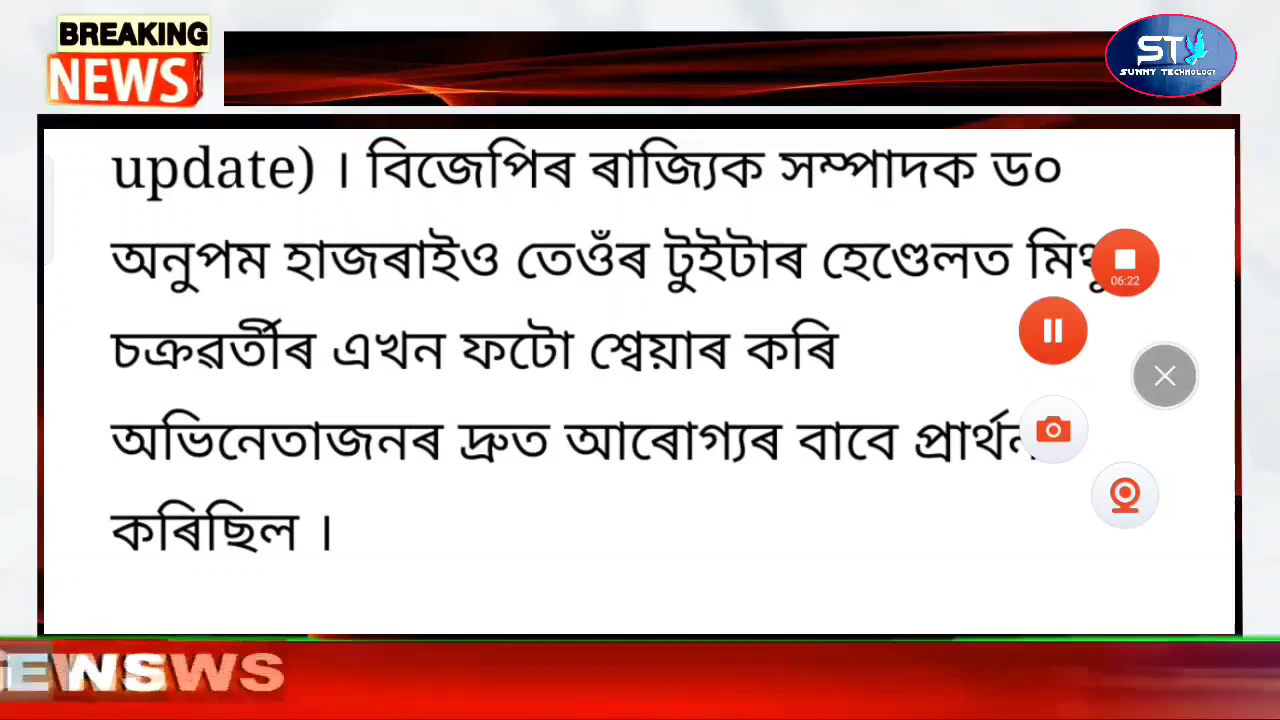 BREAKING
NEWS
ST
SUNNY TECHNOLOGY
update) । বিজেপিৰ ৰাজ্যিক সম্পাদক ড০
অনুপম হাজৰাইও তেওঁৰ টুইটাৰ হেণ্ডেলত
06:22
চক্ৰৱৰ্তীৰ এখন ফটো শ্বেয়াৰ কৰি
অভিনেতাজনৰ দ্ৰুত আৰোগ্যৰ বাবে
কৰিছিল ।